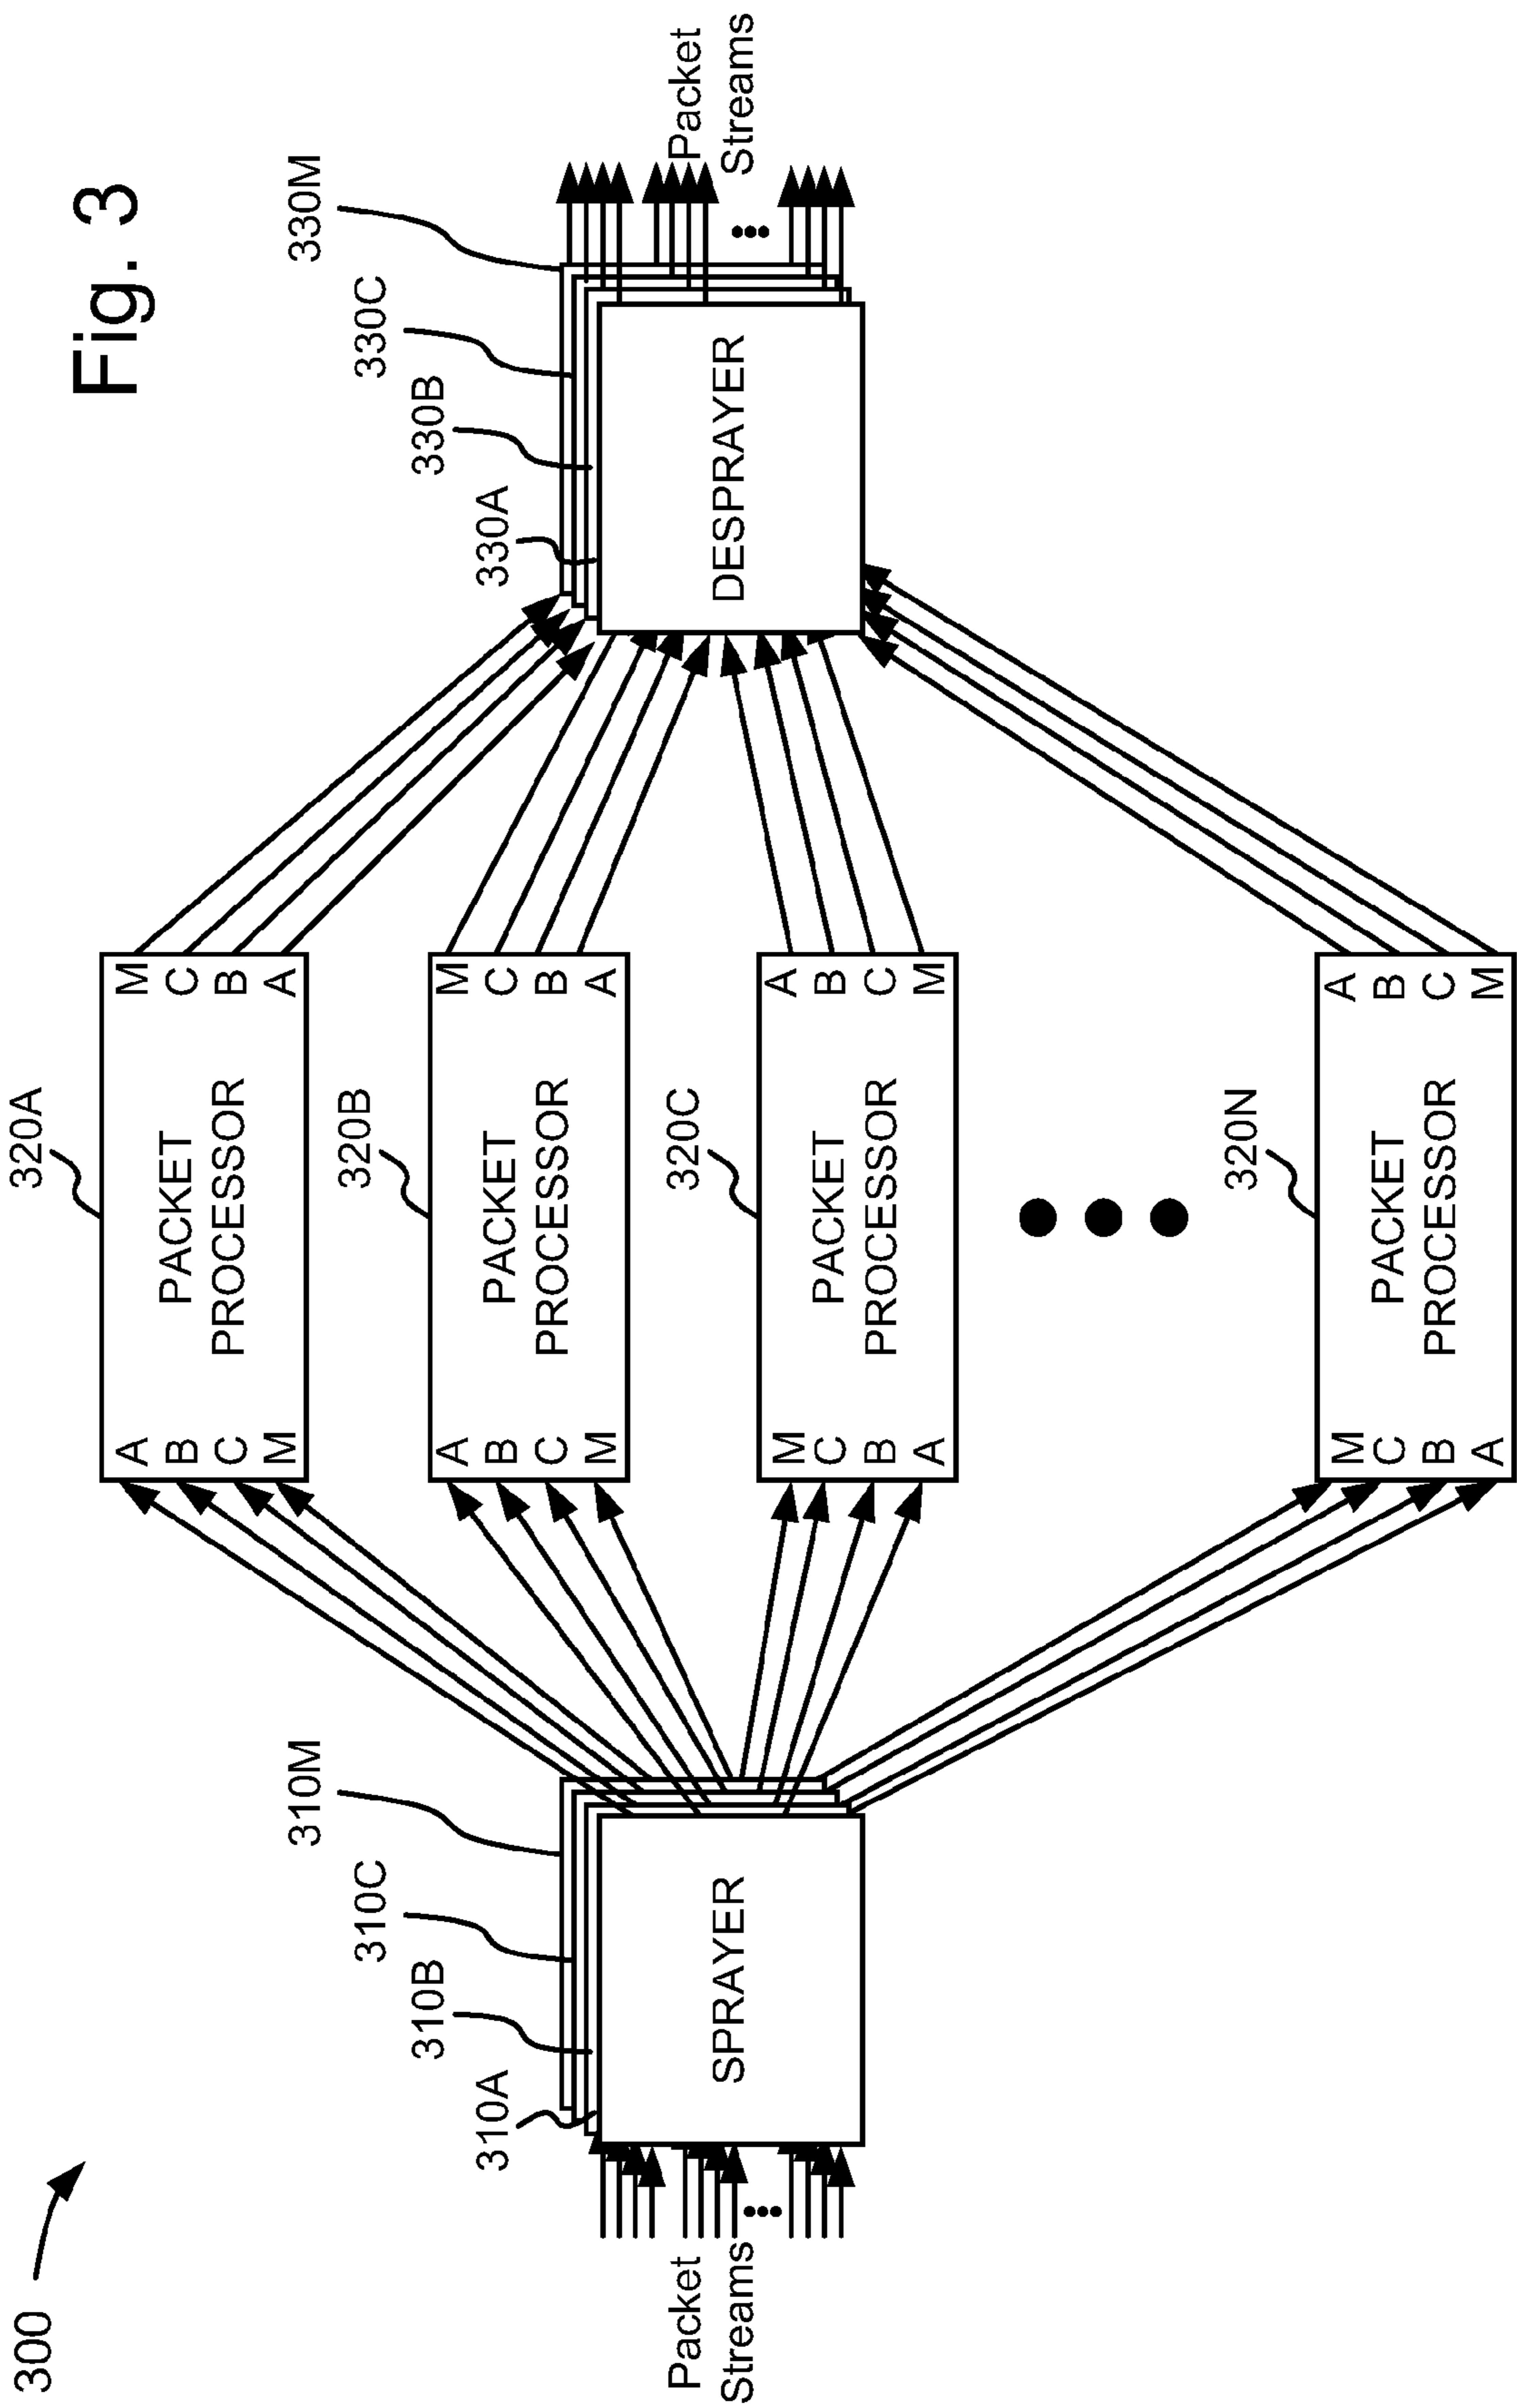 Fig. 3
300
Packet
Streams
310A
310B
310C
310M
SPRAYER
320A
A
B
C
M
PACKET
PROCESSOR
M
C
B
A
320B
A
B
C
M
PACKET
PROCESSOR
M
C
B
A
320C
M
C
B
A
PACKET
PROCESSOR
A
B
C
M
320N
M
C
B
A
PACKET
PROCESSOR
A
B
C
M
330A
330B
330C
330M
DESPRAYER
Packet
Streams